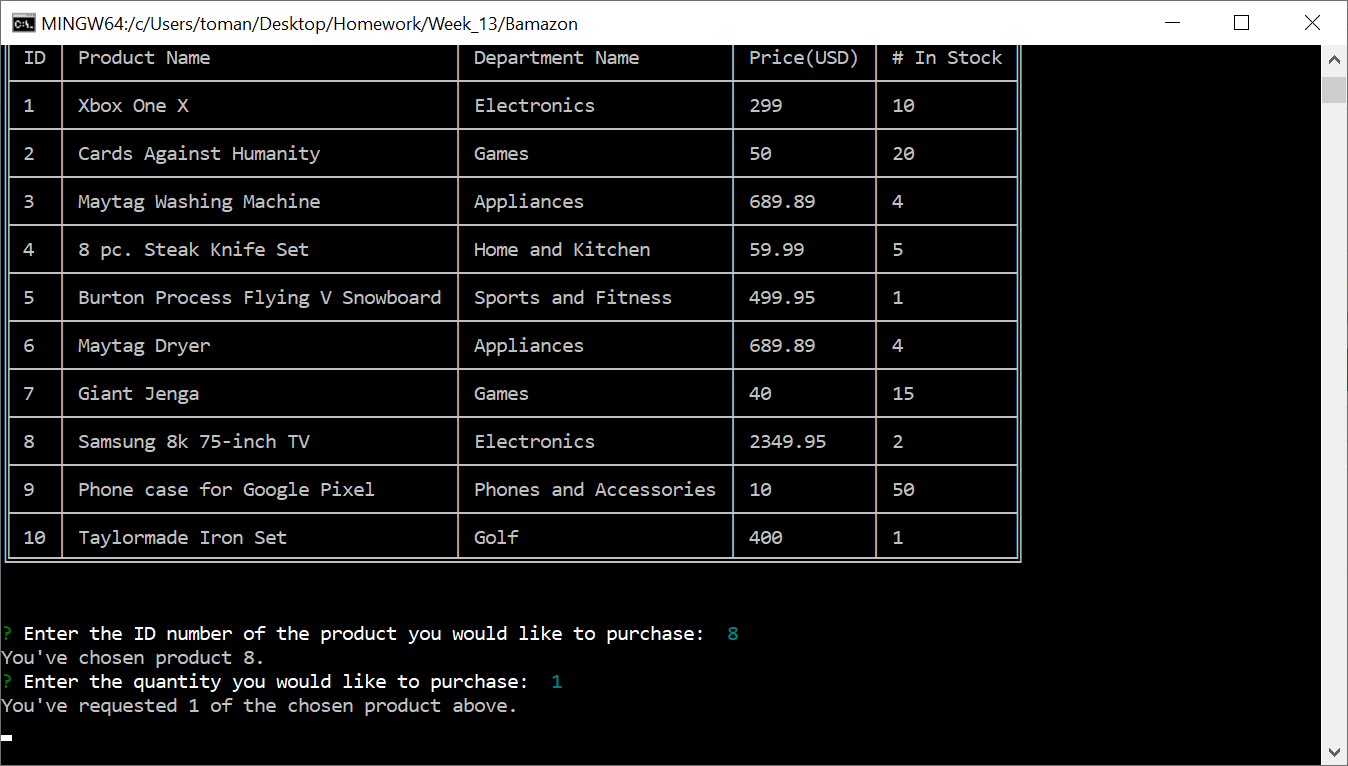 MINGW64:/c/Users/toman/Desktop/Homework/Week_13/Bamazon
ID Product Name Department Name Price(USD) # In Stock
1 Xbox One X Electronics 299 10
2 Cards Against Humanity Games 50 20
3 Maytag Washing Machine Appliances 689.89 4
4 8 pc. Steak Knife Set Home and Kitchen 59.99 5
5 Burton Process Flying V Snowboard Sports and Fitness 499.95 1
6 Maytag Dryer Appliances 689.89 4
7 Giant Jenga Games 40 15
8 Samsung 8k 75-inch TV Electronics 2349.95 2
9 Phone case for Google Pixel Phones and Accessories 10 50
10 Taylormade Iron Set Golf 400 1
? Enter the ID number of the product you would like to purchase: 8
You've chosen product 8.
? Enter the quantity you would like to purchase: 1
You've requested 1 of the chosen product above.